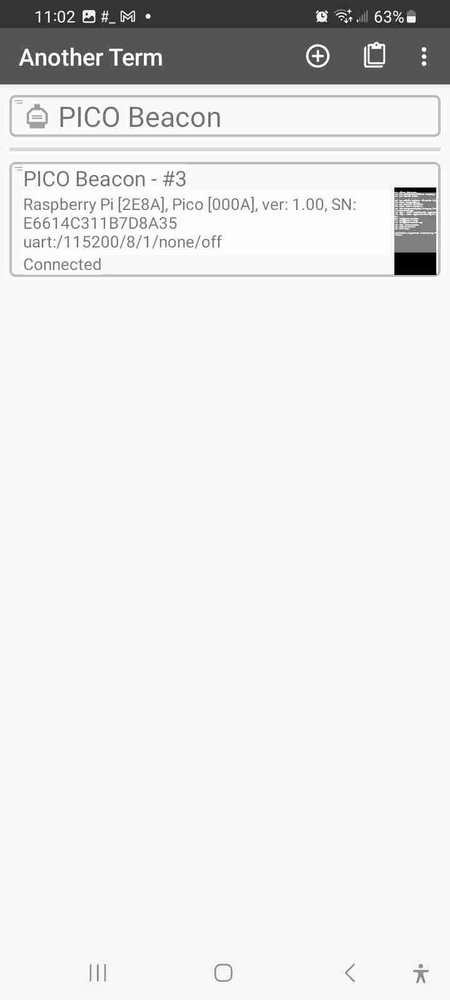 11:02 #_ 63%
Another Term
PICO Beacon
PICO Beacon - #3
Raspberry Pi [2E8A], Pico [000A], ver: 1.00, SN:
E6614C311B7D8A35
uart:/115200/8/1/none/off
Connected